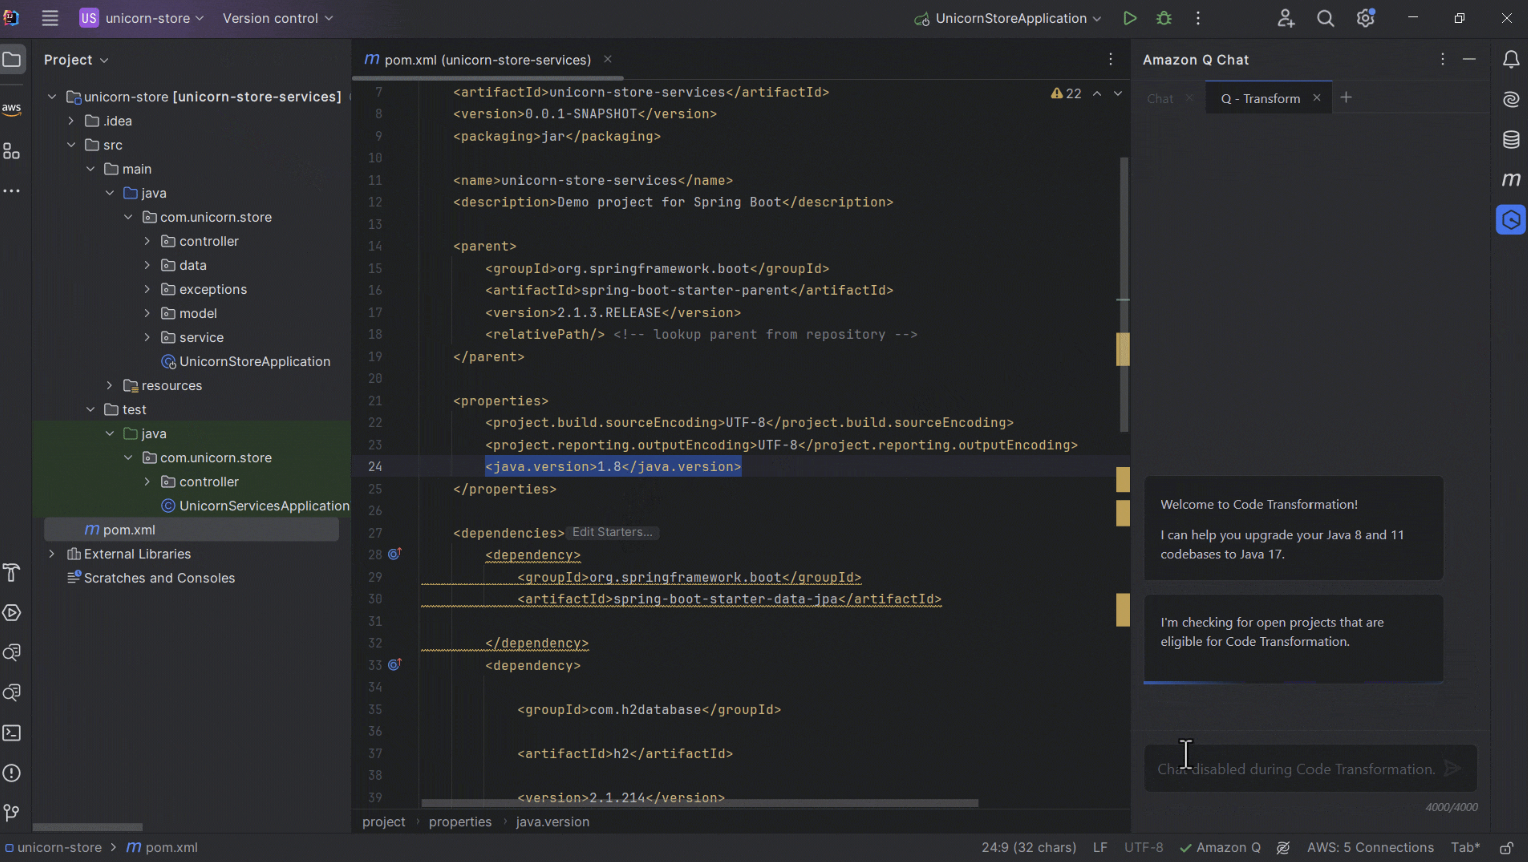 US unicorn-store Version control UnicornStoreApplication
Project
unicorn-store [unicorn-store-services]
.idea
src
main
java
com.unicorn.store
controller
data
exceptions
model
service
UnicornStoreApplication
resources
test
java
com.unicorn.store
controller
UnicornServicesApplication
m pom.xml
External Libraries
Scratches and Consoles
aws
m pom.xml (unicorn-store-services)
22
7 <artifactId>unicorn-store-services</artifactId>
8 <version>0.0.1-SNAPSHOT</version>
9 <packaging>jar</packaging>
10
11 <name>unicorn-store-services</name>
12 <description>Demo project for Spring Boot</description>
13
14 <parent>
15 <groupId>org.springframework.boot</groupId>
16 <artifactId>spring-boot-starter-parent</artifactId>
17 <version>2.1.3.RELEASE</version>
18 <relativePath/> <!-- lookup parent from repository -->
19 </parent>
20
21 <properties>
22 <project.build.sourceEncoding>UTF-8</project.build.sourceEncoding>
23 <project.reporting.outputEncoding>UTF-8</project.reporting.outputEncoding>
24 <java.version>1.8</java.version>
25 </properties>
26
27 <dependencies> Edit Starters...
28 <dependency>
29 <groupId>org.springframework.boot</groupId>
30 <artifactId>spring-boot-starter-data-jpa</artifactId>
31
32 </dependency>
33 <dependency>
34
35 <groupId>com.h2database</groupId>
36
37 <artifactId>h2</artifactId>
38
39 <version>2.1.214</version>
project › properties › java.version
Amazon Q Chat
Chat Q - Transform
Welcome to Code Transformation!
I can help you upgrade your Java 8 and 11
codebases to Java 17.
I'm checking for open projects that are
eligible for Code Transformation.
Chat disabled during Code Transformation.
4000/4000
m
unicorn-store > m pom.xml
24:9 (32 chars) LF UTF-8 Amazon Q AWS: 5 Connections Tab*